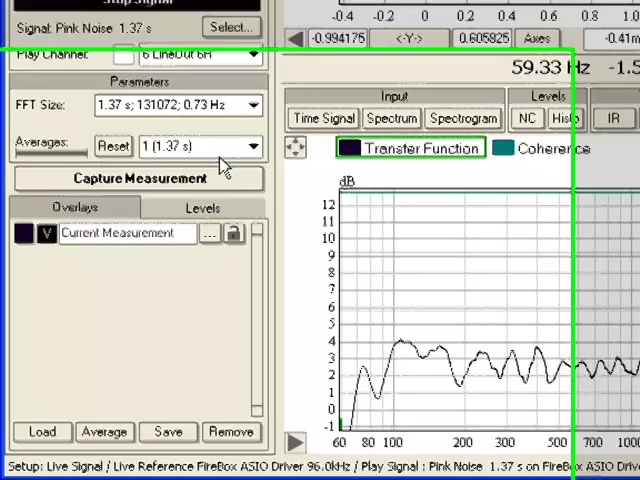 Stop Signal
Signal: Pink Noise 1.37 s
Select...
Play Channel:
6 LineOut 6H
Parameters
FFT Size:
1.37 s; 131072; 0.73 Hz
Averages:
Reset
1 (1.37 s)
Capture Measurement
Overlays
Levels
V
Current Measurement
...
Load
Average
Save
Remove
-0.4 -0.2 0 0.2 0.4 0.6 0.8 1.0
-0.994175
<-Y->
0.605825
Axes
-0.41m
59.33 Hz -1.5
Input
Levels
Time Signal
Spectrum
Spectrogram
NC
Histo
IR
Transfer Function
Coherence
dB
12
11
10
9
8
7
6
5
4
3
2
1
0
-1
60 80 100 200 300 500 700 1000
Setup: Live Signal / Live Reference FireBox ASIO Driver 96.0kHz / Play Signal : Pink Noise 1.37 s on FireBox ASIO